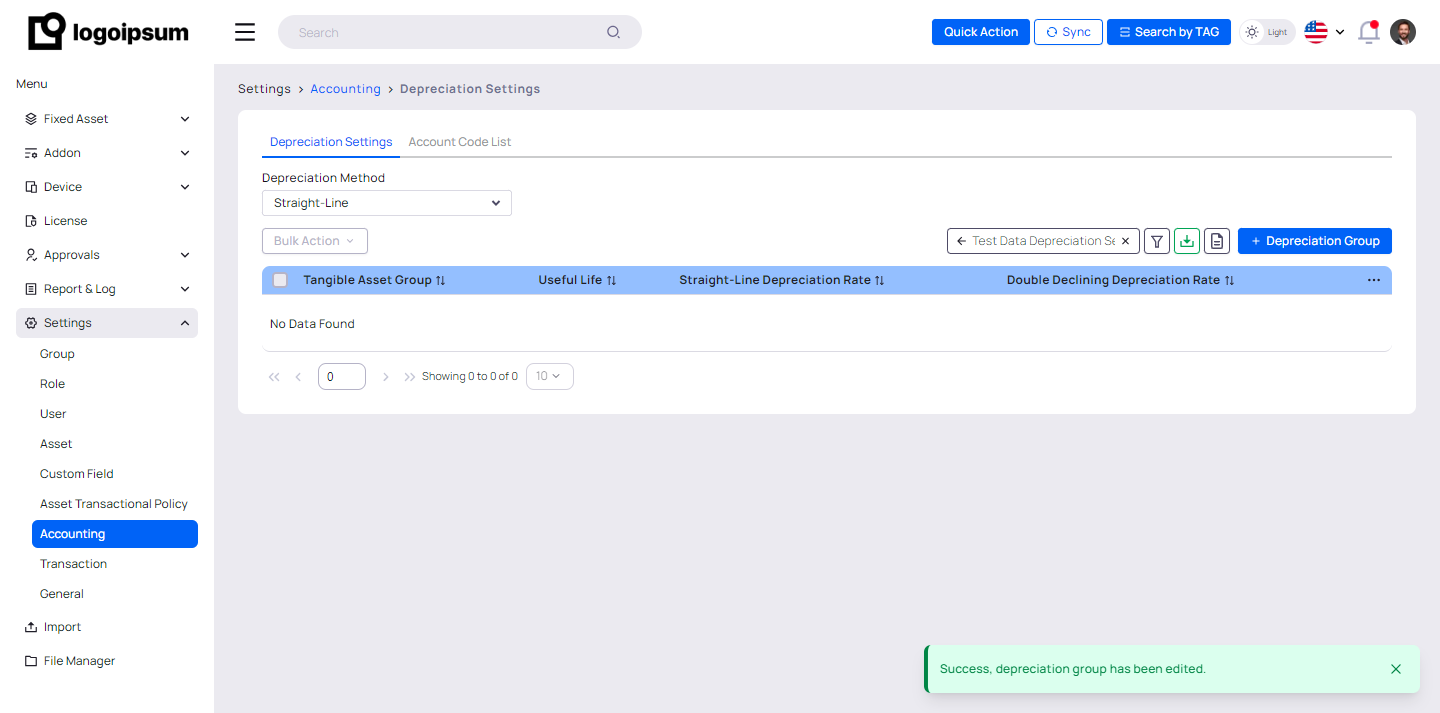 logoipsum
Search
Quick Action
Sync
Search by TAG
Light
Menu
Fixed Asset
Addon
Device
License
Approvals
Report & Log
Settings
Group
Role
User
Asset
Custom Field
Asset Transactional Policy
Accounting
Transaction
General
Import
File Manager
Settings > Accounting > Depreciation Settings
Depreciation Settings Account Code List
Depreciation Method
Straight-Line
Bulk Action
Test Data Depreciation Se
+ Depreciation Group
Tangible Asset Group Useful Life Straight-Line Depreciation Rate Double Declining Depreciation Rate
No Data Found
0 Showing 0 to 0 of 0 10
Success, depreciation group has been edited.